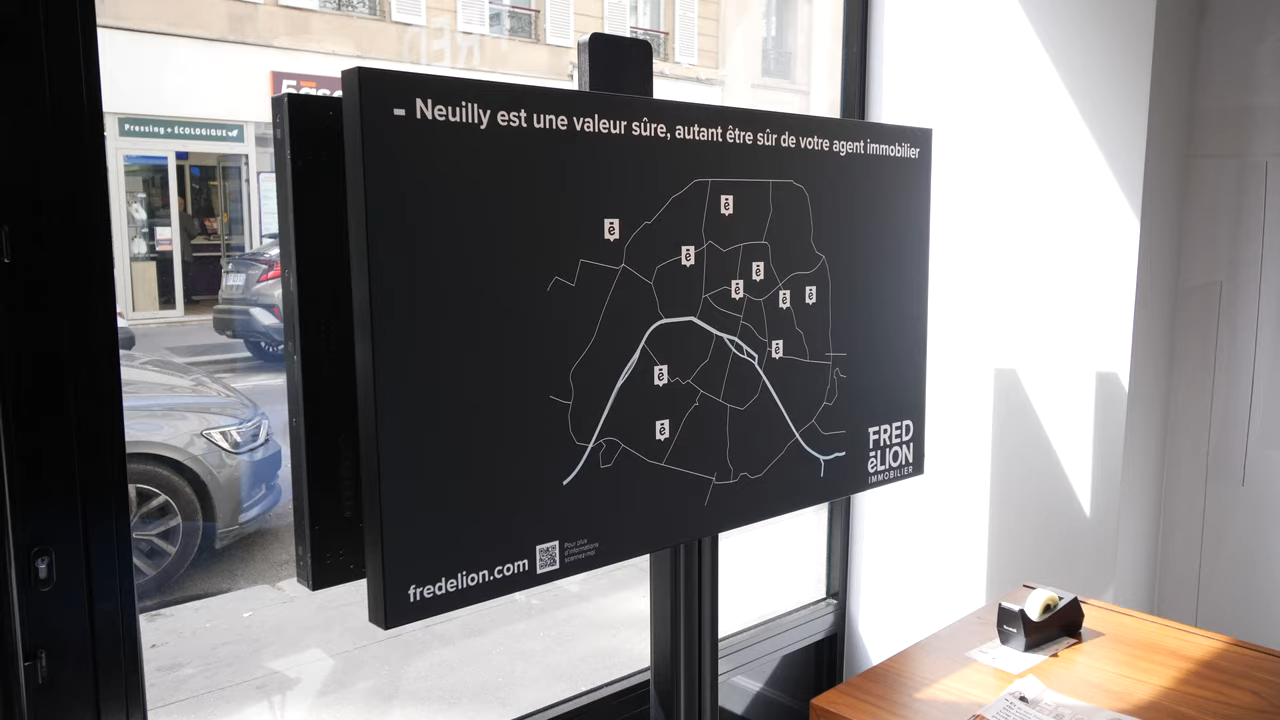 Pressing + ÉCOLOGIQUE
– Neuilly est une valeur sûre, autant être sûr de votre agent immobilier
ē
ē
ē
ē
ē
ē
ē
ē
ē
ē
FRED
ēLION
IMMOBILIER
fredelion.com
Pour plus
d'informations
scannez-moi